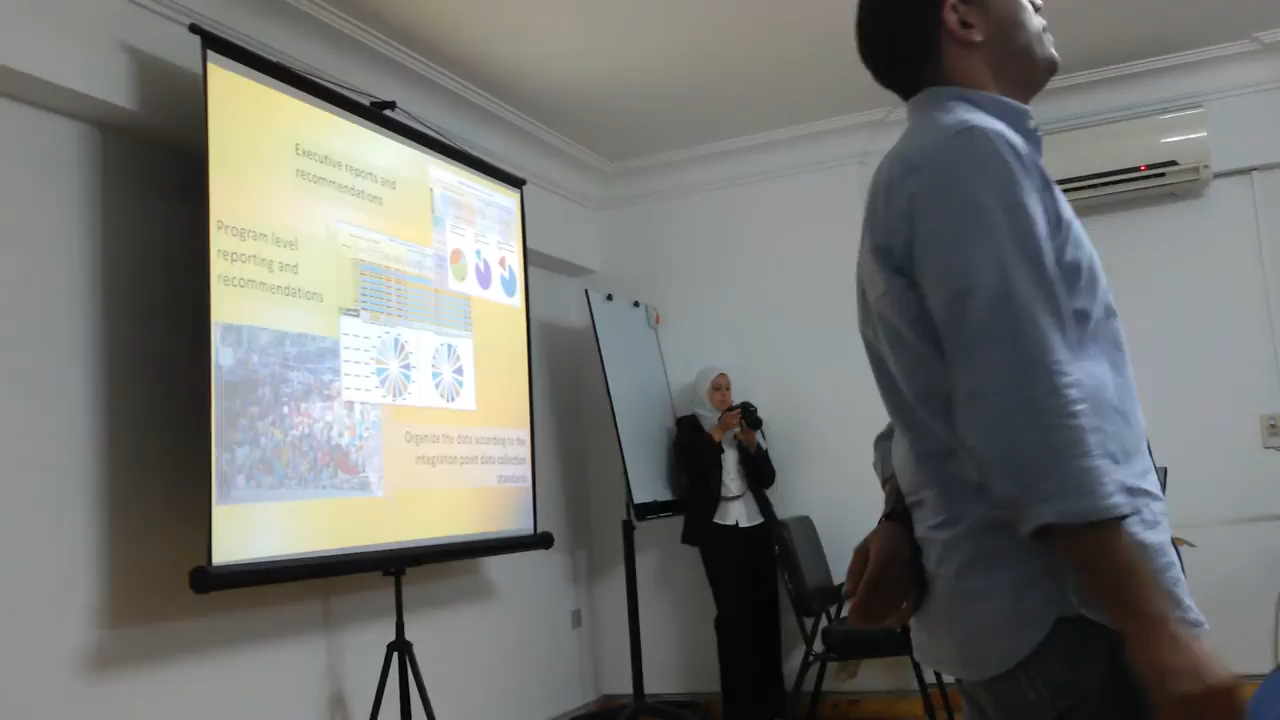 Executive reports and
recommendations
Program level
reporting and
recommendations
Organize the data according to the
integration point data collection
standards